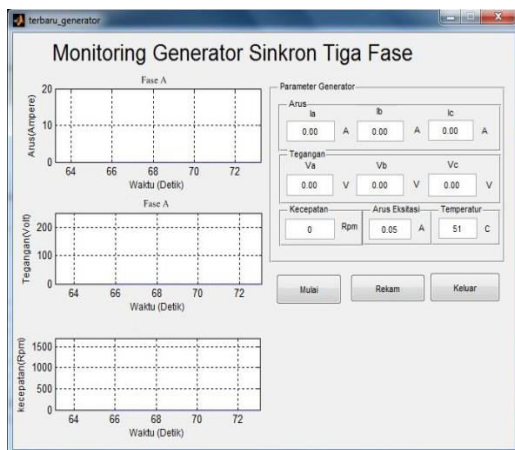 terbaru_generator
Monitoring Generator Sinkron Tiga Fase
Fase A
20
10
0
Arus(Ampere)
64 66 68 70 72
Waktu (Detik)
Fase A
200
100
0
Tegangan(Volt)
64 66 68 70 72
Waktu (Detik)
1500
1000
500
0
kecepatan(Rpm)
64 66 68 70 72
Waktu (Detik)
Parameter Generator
Arus
Ia Ib Ic
0.00 A 0.00 A 0.00 A
Tegangan
Va Vb Vc
0.00 V 0.00 V 0.00 V
Kecepatan Arus Eksitasi Temperatur
0 Rpm 0.05 A 51 C
Mulai Rekam Keluar